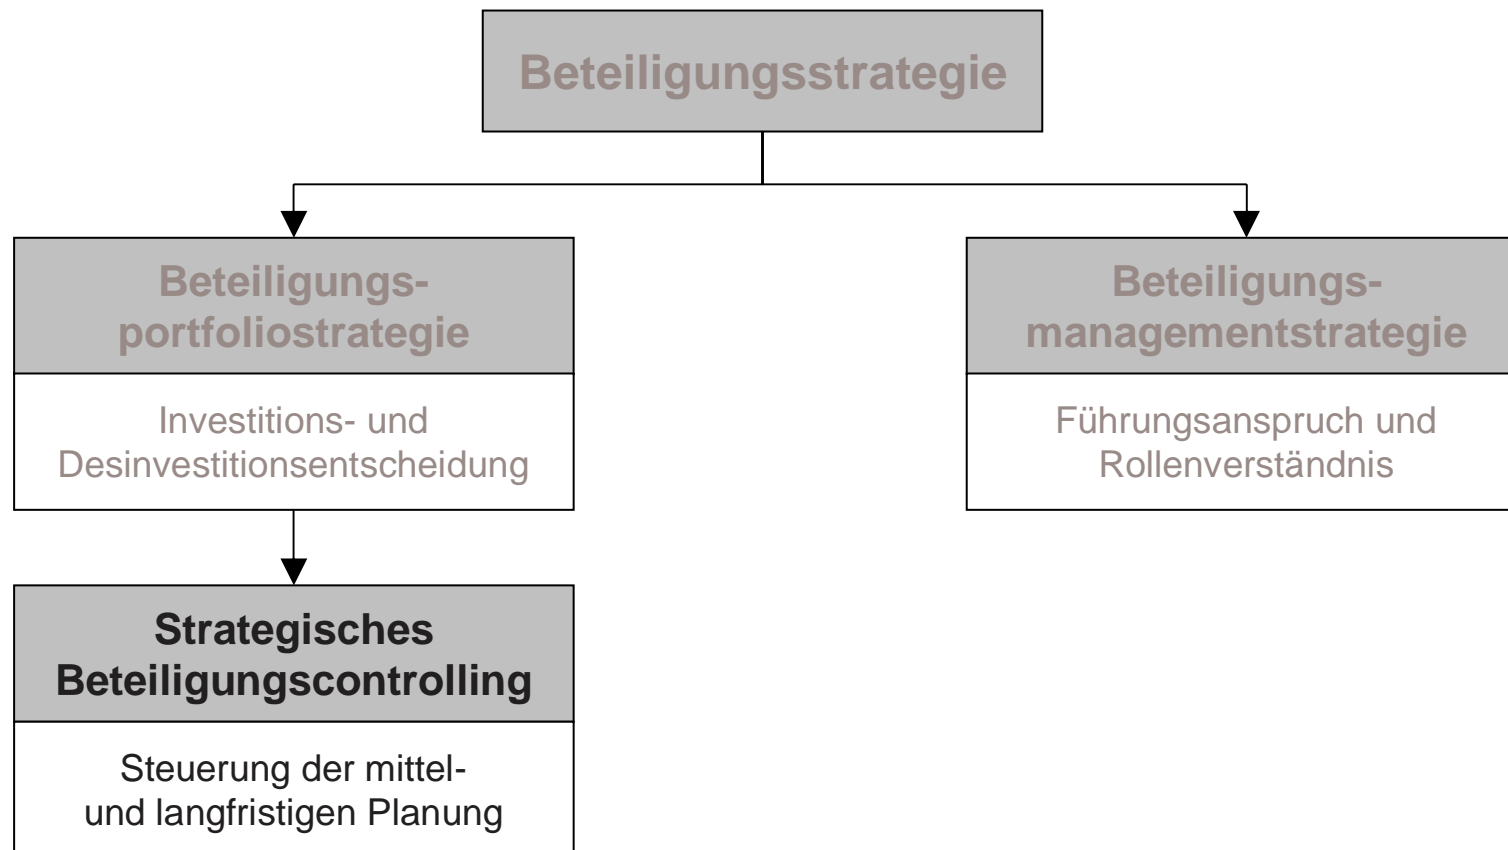 Beteiligungsstrategie
Beteiligungs-
portfoliostrategie
Investitions- und
Desinvestitionsentscheidung
Beteiligungs-
managementstrategie
Führungsanspruch und
Rollenverständnis
Strategisches
Beteiligungscontrolling
Steuerung der mittel-
und langfristigen Planung